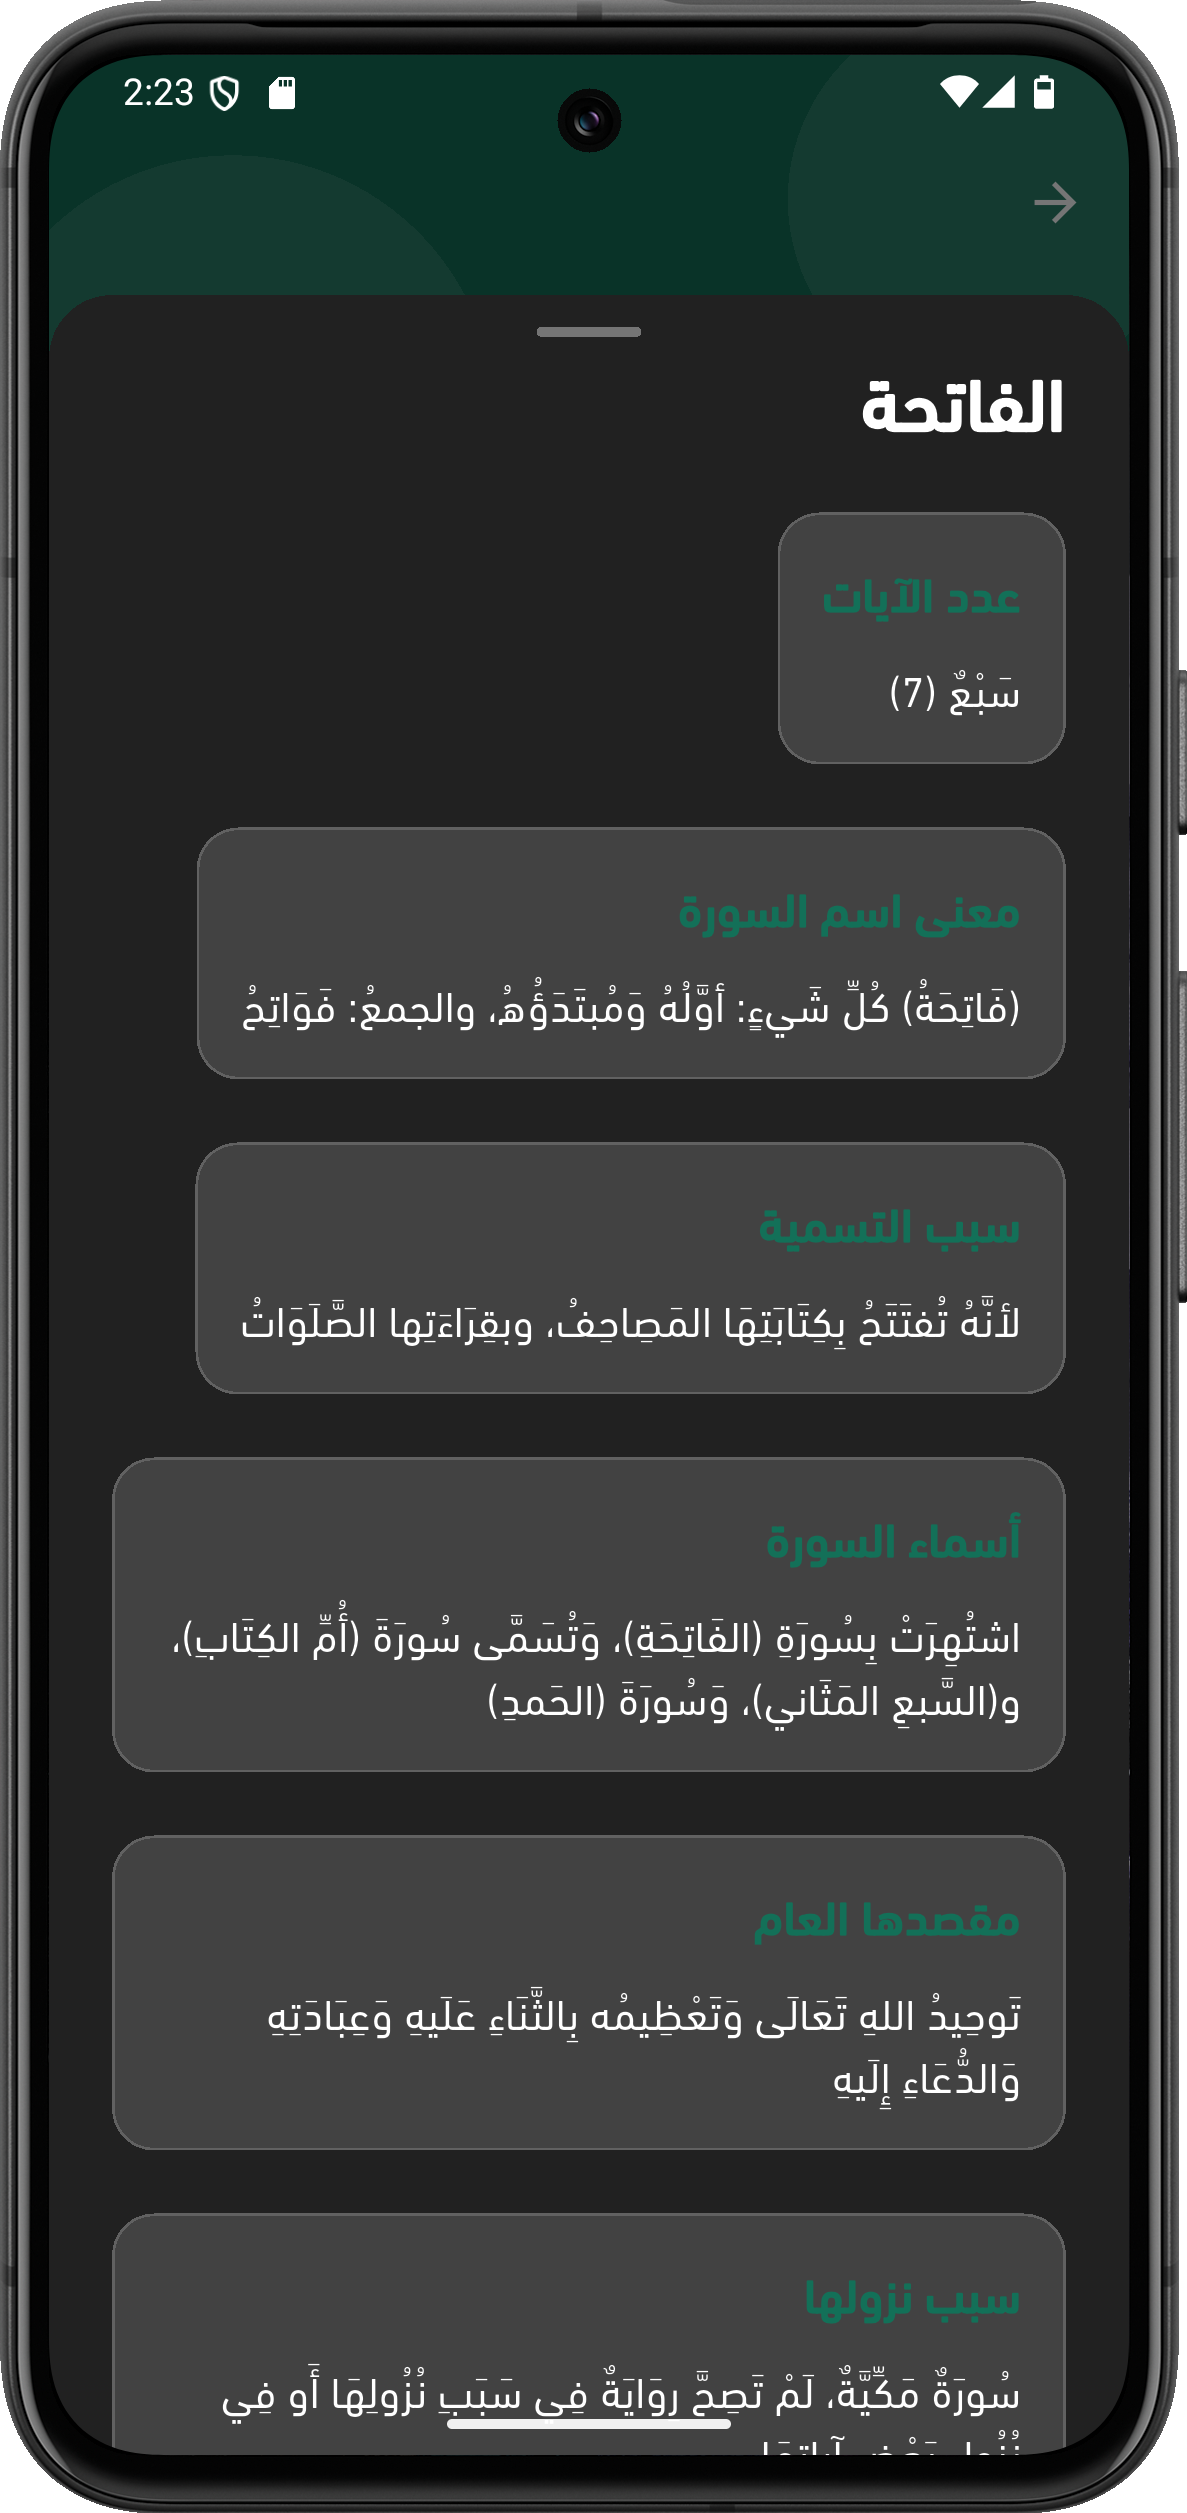 2:23
الفاتحة
عدد الآيات
سَبْعٌ (7)
معنى اسم السورة
(فَاتِحَةُ) كُلِّ شَيءٍ: أوَّلُهُ وَمُبتَدَؤُهُ، والجمعُ: فَوَاتِحُ
سبب التسمية
لأنَّهُ تُفتَتَحُ بِكِتَابَتِهَا المَصِاحِفُ، وبقِرَاءَتِها الصَّلَوَاتُ
أسماء السورة
اشتُهِرَتْ بِسُورَةِ (الفَاتِحَةِ)، وَتُسَمَّى سُورَةَ (أُمِّ الكِتَابِ)،
و(السَّبعِ المَثَاني)، وَسُورَةَ (الحَمدِ)
مقصدها العام
تَوحِيدُ اللهِ تَعَالَى وَتَعْظِيمُه بِالثَّنَاءِ عَلَيهِ وَعِبَادَتِهِ
وَالدُّعَاءِ إِلَيهِ
سبب نزولها
سُورَةٌ مَكِّيَّةٌ، لَمْ تَصِحَّ روَايَةٌ فِي سَبَبِ نُزُولِهَا أَو فِي